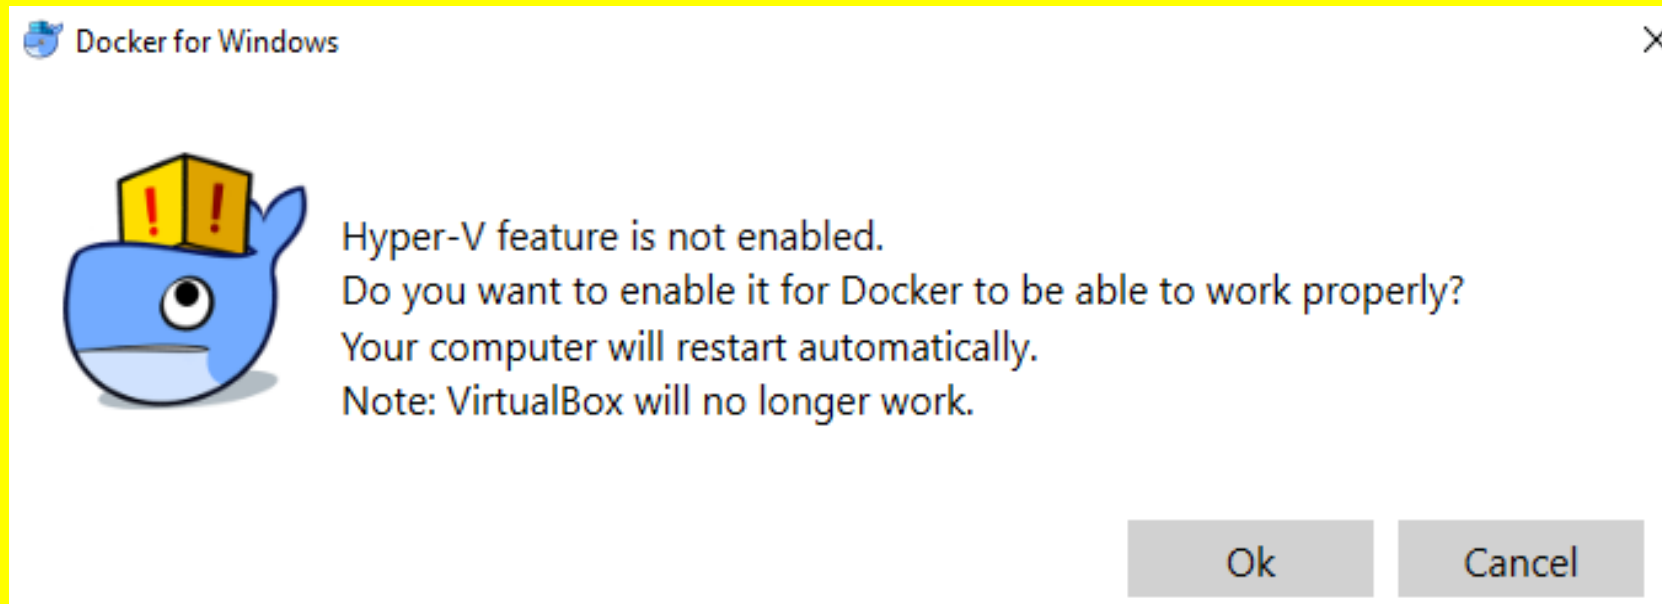 Docker for Windows
Hyper-V feature is not enabled.
Do you want to enable it for Docker to be able to work properly?
Your computer will restart automatically.
Note: VirtualBox will no longer work.
Ok Cancel